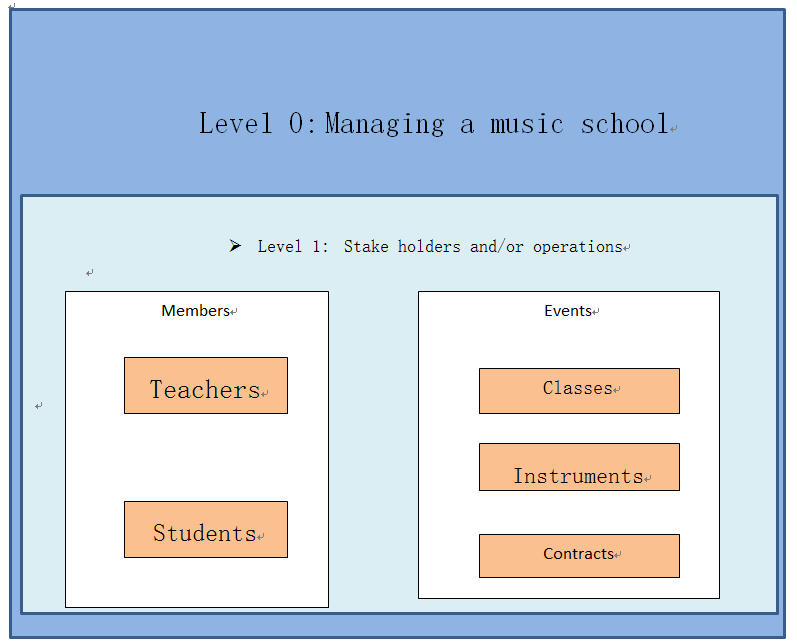 Level 0: Managing a music school
➢ Level 1: Stake holders and/or operations
Members
Teachers
Students
Events
Classes
Instruments
Contracts